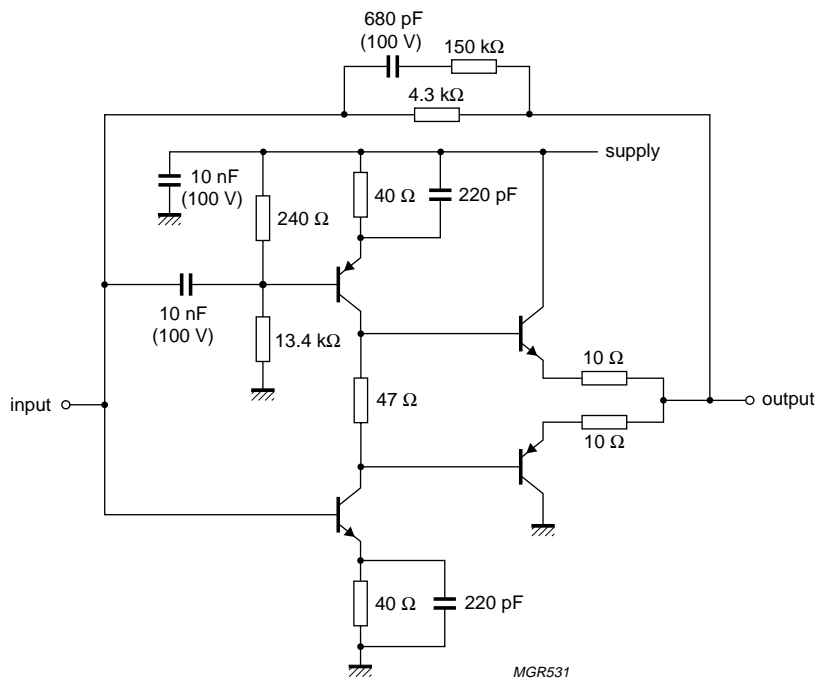 680 pF
(100 V)
150 kΩ
4.3 kΩ
supply
10 nF
(100 V)
40 Ω
220 pF
240 Ω
10 nF
(100 V)
13.4 kΩ
10 Ω
47 Ω
input
output
10 Ω
40 Ω
220 pF
MGR531